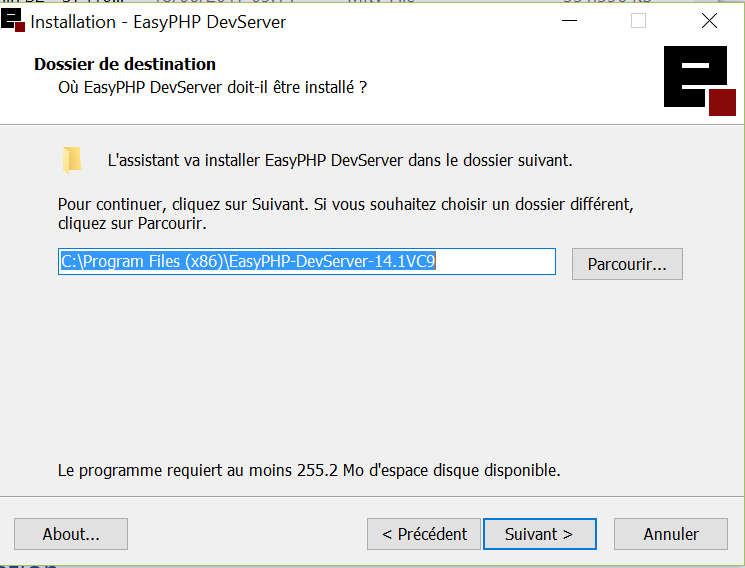 Installation - EasyPHP DevServer
Dossier de destination
Où EasyPHP DevServer doit-il être installé ?
L'assistant va installer EasyPHP DevServer dans le dossier suivant.
Pour continuer, cliquez sur Suivant. Si vous souhaitez choisir un dossier différent,
cliquez sur Parcourir.
C:\Program Files (x86)\EasyPHP-DevServer-14.1VC9
Parcourir...
Le programme requiert au moins 255.2 Mo d'espace disque disponible.
About...
< Précédent
Suivant >
Annuler